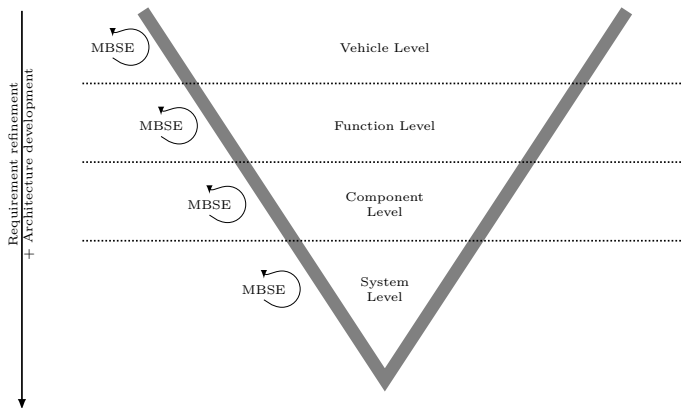 MBSE
Vehicle Level
MBSE
Function Level
MBSE
Component
Level
MBSE
System
Level
Requirement refinement
+ Architecture development